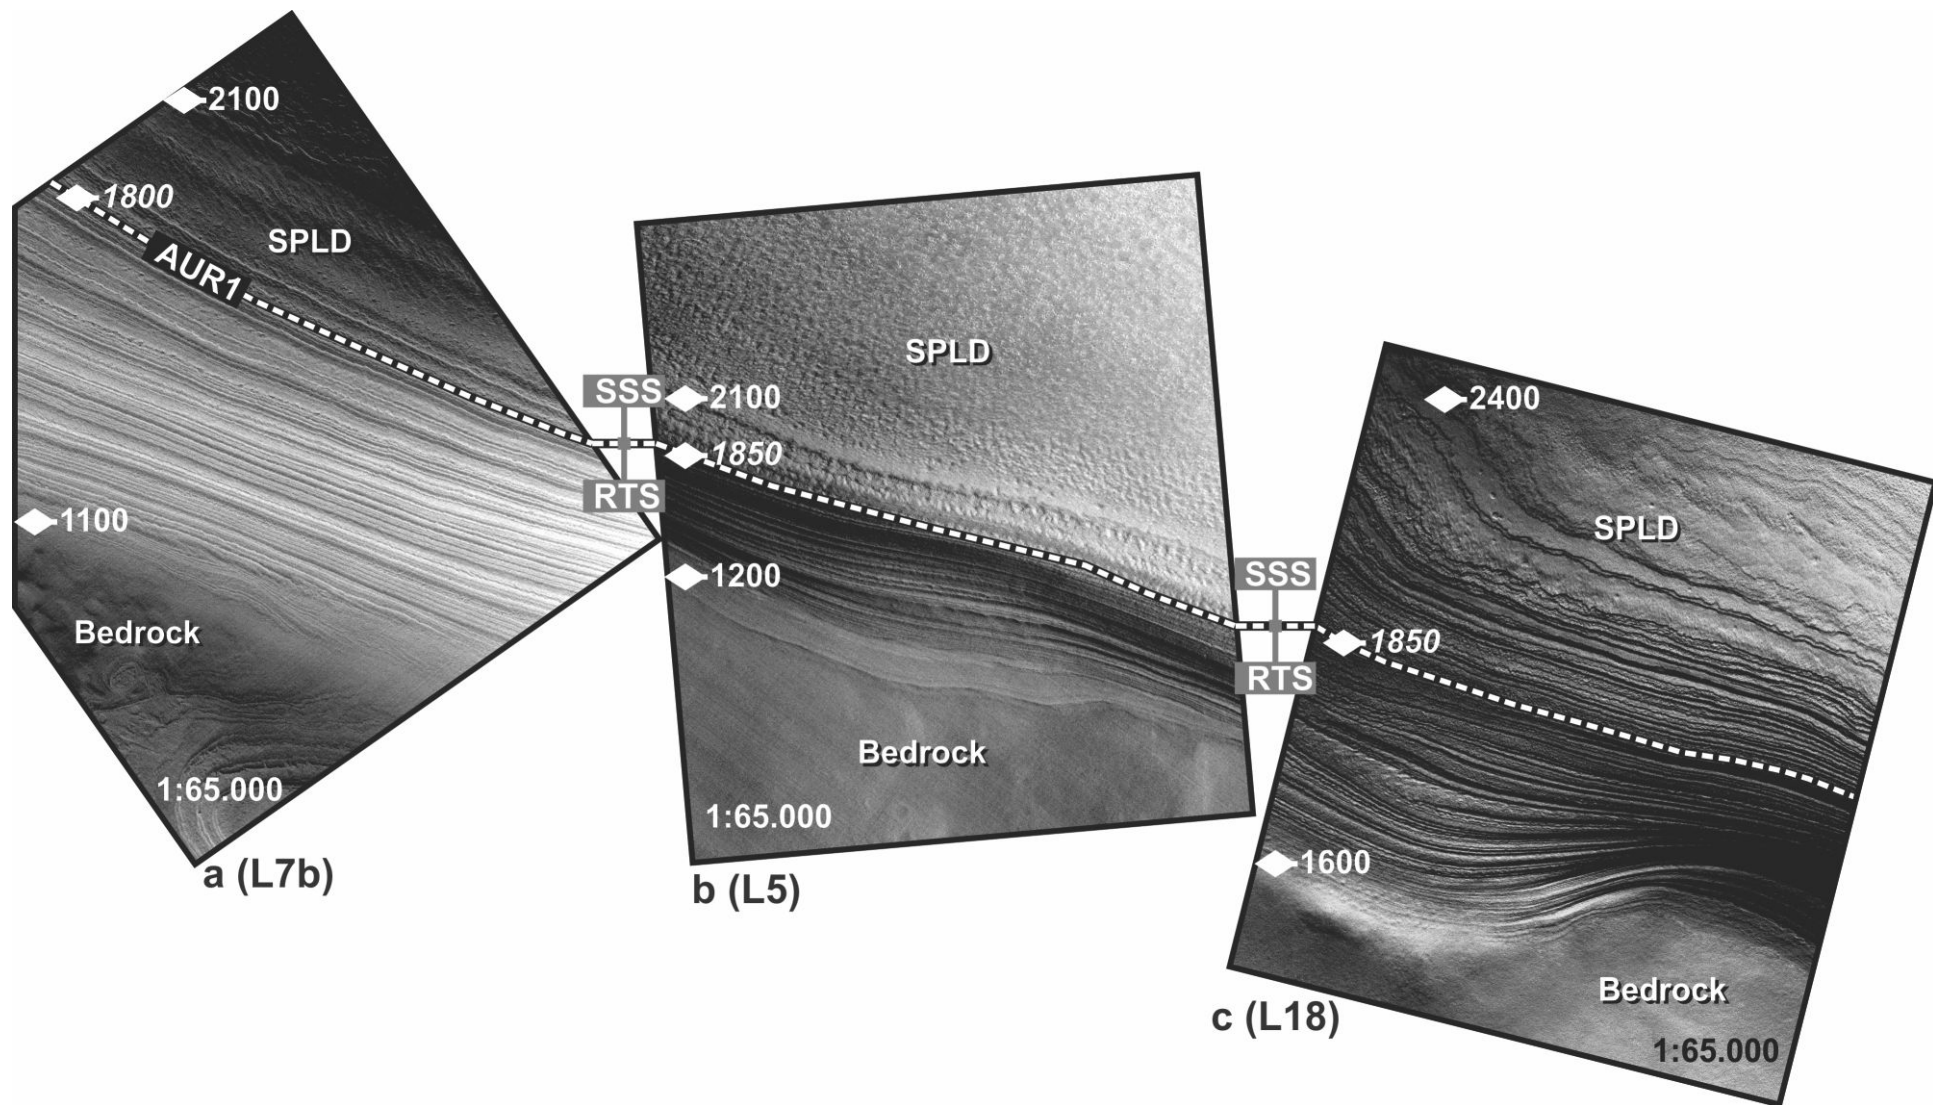 2100
1800
SPLD
AUR1
1100
Bedrock
1:65.000
a (L7b)
SSS
RTS
SPLD
2100
1850
1200
Bedrock
1:65.000
b (L5)
SSS
RTS
2400
SPLD
1850
1600
Bedrock
1:65.000
c (L18)